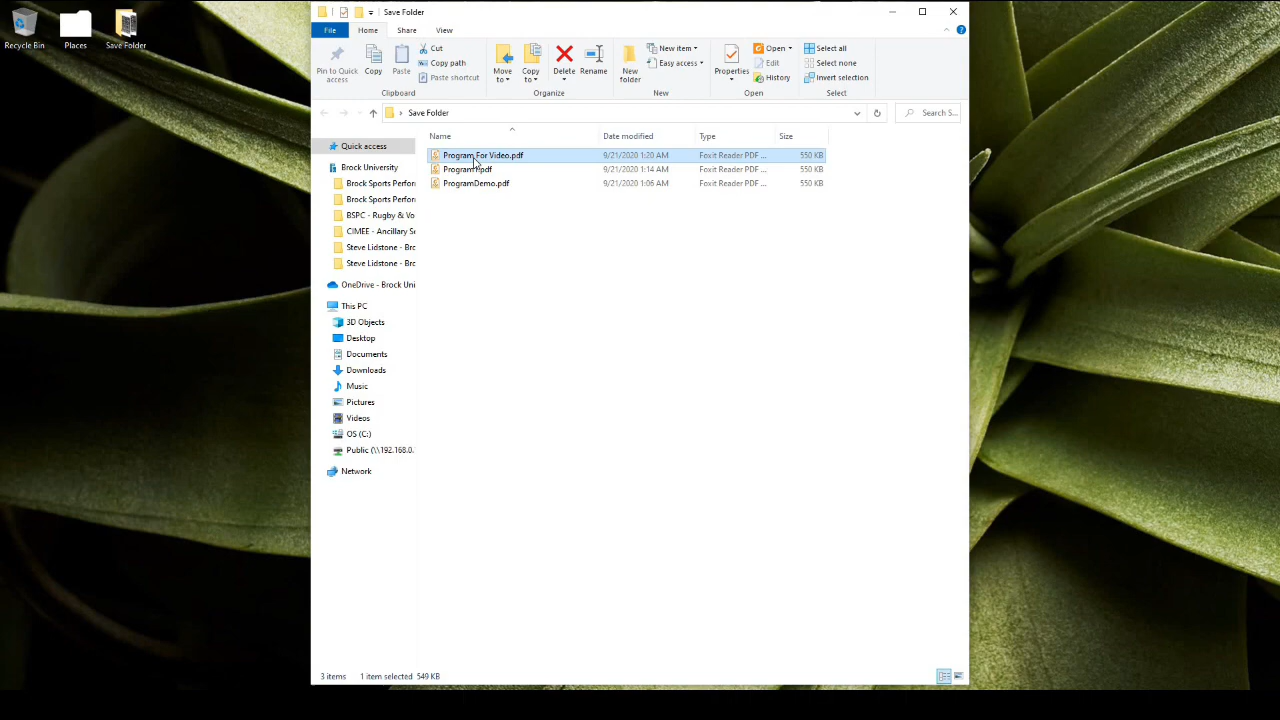 Recycle Bin
Places
Save Folder
Save Folder
File
Home
Share
View
Pin to Quick access
Copy
Paste
Cut
Copy path
Paste shortcut
Clipboard
Move to
Copy to
Delete
Rename
Organize
New folder
New item
Easy access
New
Properties
Open
Edit
History
Open
Select all
Select none
Invert selection
Select
Save Folder
Search S...
Name
Date modified
Type
Size
Program For Video.pdf 9/21/2020 1:20 AM Foxit Reader PDF ... 550 KB
9/21/2020 1:14 AM Foxit Reader PDF ... 550 KB
ProgramDemo.pdf 9/21/2020 1:06 AM Foxit Reader PDF ... 550 KB
Quick access
Brock University
Brock Sports Perfor
Brock Sports Perfor
BSPC - Rugby & Vo
CIMEE - Ancillary Se
Steve Lidstone - Bro
Steve Lidstone - Bro
OneDrive - Brock Uni
This PC
3D Objects
Desktop
Documents
Downloads
Music
Pictures
Videos
OS (C:)
Public (\\192.168.0.
Network
3 items
1 item selected 549 KB